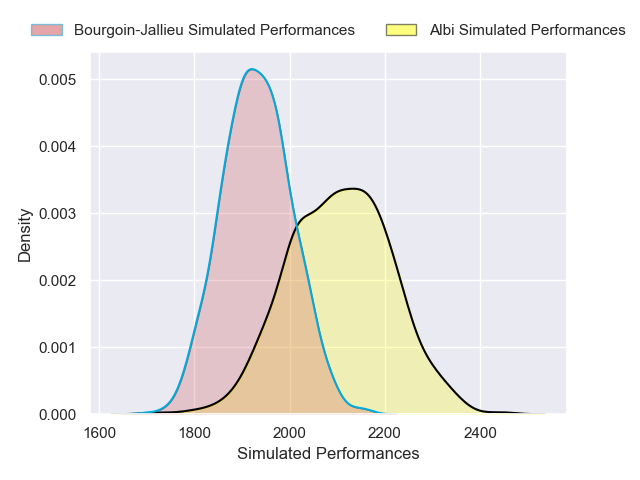 Bourgoin-Jallieu Simulated Performances
Albi Simulated Performances
0.005
0.004
0.003
0.002
0.001
0.000
Density
1600 1800 2000 2200 2400
Simulated Performances